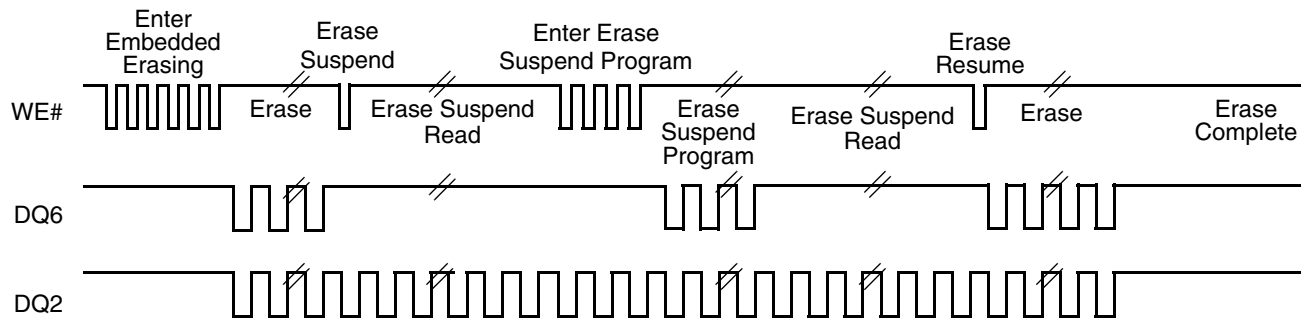 Enter
Embedded
Erasing
Erase
Suspend
Enter Erase
Suspend Program
Erase
Resume
WE#
Erase
Erase Suspend
Read
Erase
Suspend
Program
Erase Suspend
Read
Erase
Erase
Complete
DQ6
DQ2